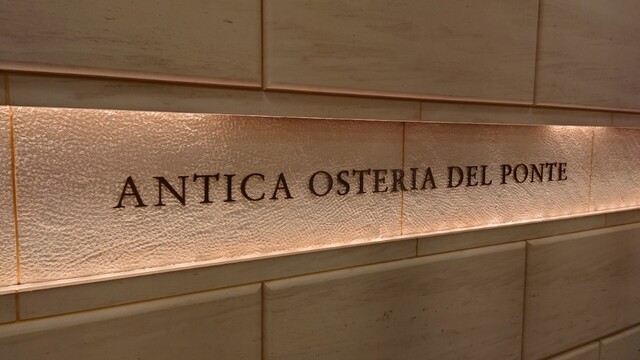 ANTICA OSTERIA DEL PONTE